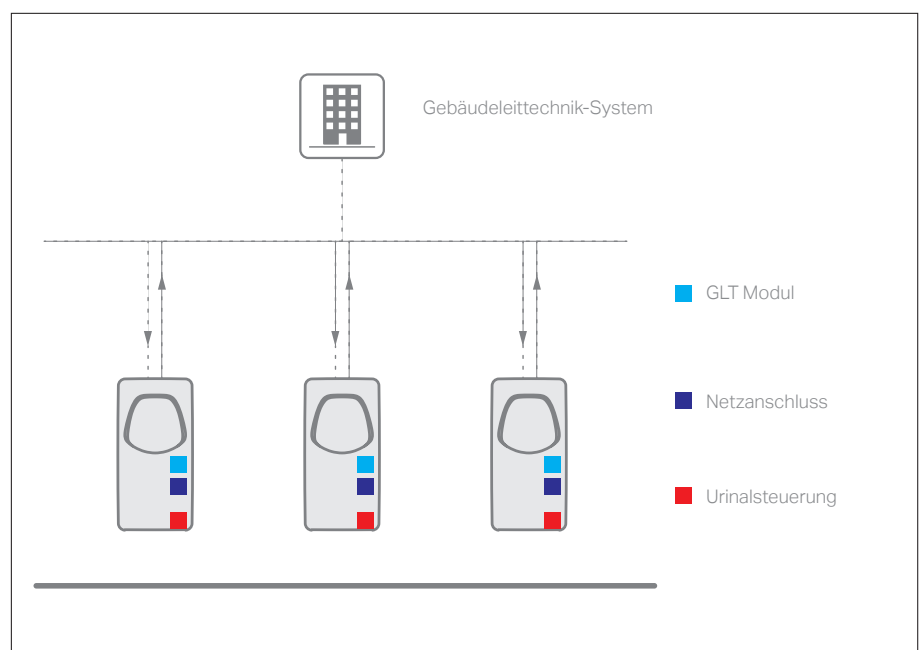 Gebäudeleittechnik-System
GLT Modul
Netzanschluss
Urinalsteuerung